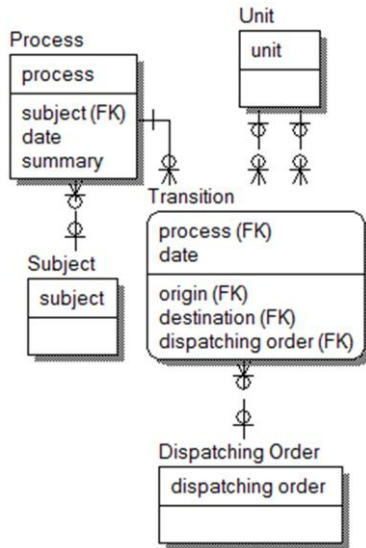 Process
process
subject (FK)
date
summary
Unit
unit
Subject
subject
Transition
process (FK)
date
origin (FK)
destination (FK)
dispatching order (FK)
Dispatching Order
dispatching order